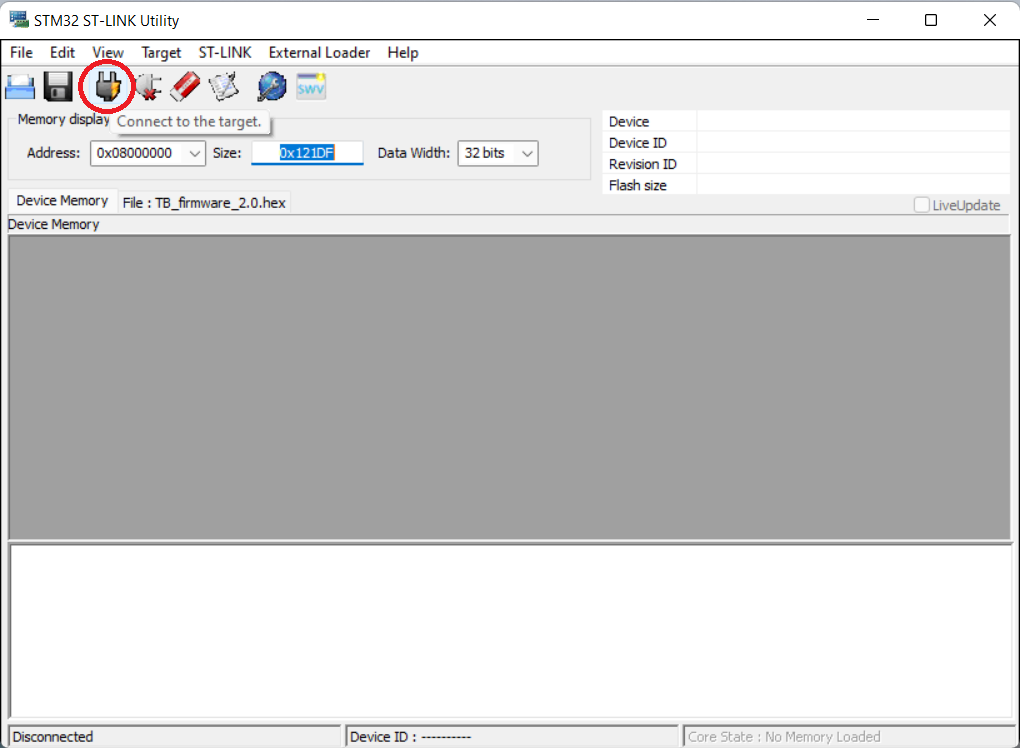 STM32 ST-LINK Utility
File Edit View Target ST-LINK External Loader Help
SWV
Memory display
Connect to the target.
Address: 0x08000000 Size: 0x121DF Data Width: 32 bits
Device
Device ID
Revision ID
Flash size
LiveUpdate
Device Memory File : TB_firmware_2.0.hex
Device Memory
Disconnected Device ID : ---------- Core State : No Memory Loaded